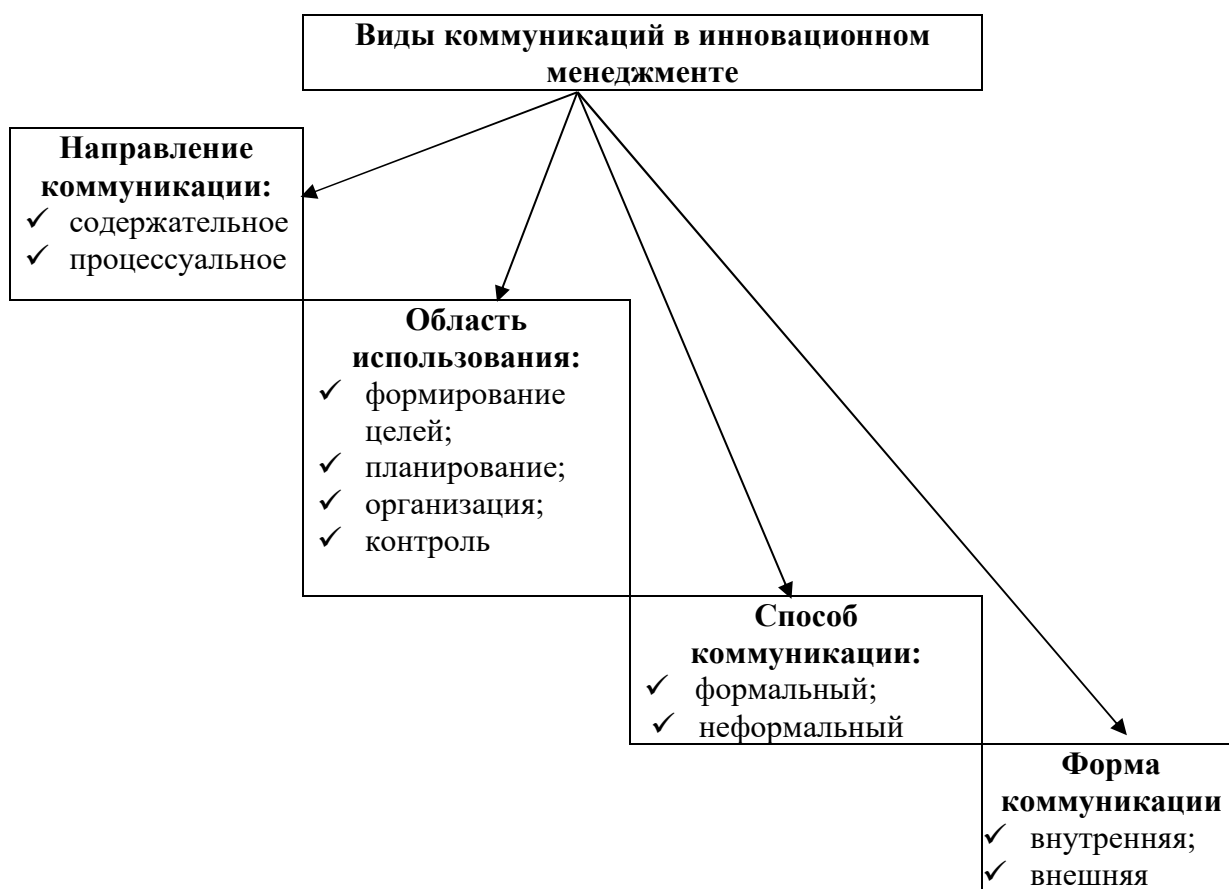 Виды коммуникаций в инновационном
менеджменте
Направление
коммуникации:
✓ содержательное
✓ процессуальное
Область
использования:
✓ формирование
целей;
✓ планирование;
✓ организация;
✓ контроль
Способ
коммуникации:
✓ формальный;
✓ неформальный
Форма
коммуникации
✓ внутренняя;
✓ внешняя